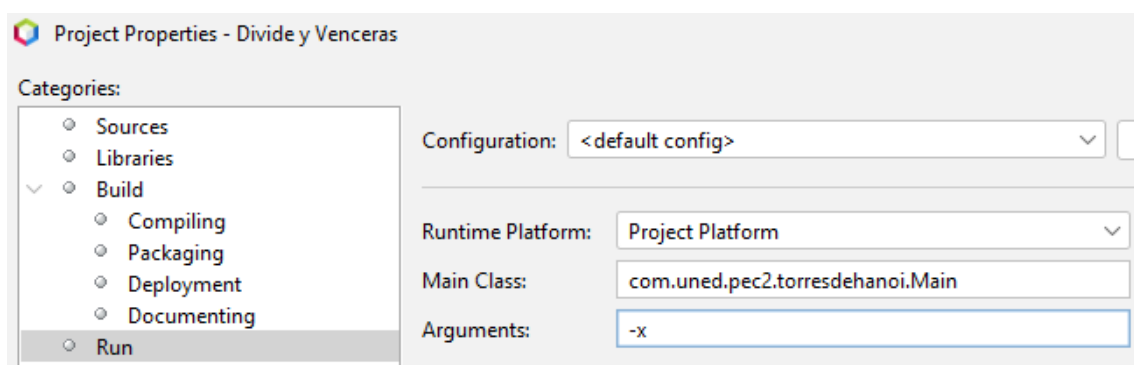 Project Properties - Divide y Venceras
Categories:
Sources
Libraries
Build
Compiling
Packaging
Deployment
Documenting
Run
Configuration: <default config>
Runtime Platform: Project Platform
Main Class: com.uned.pec2.torresdehanoi.Main
Arguments: -x